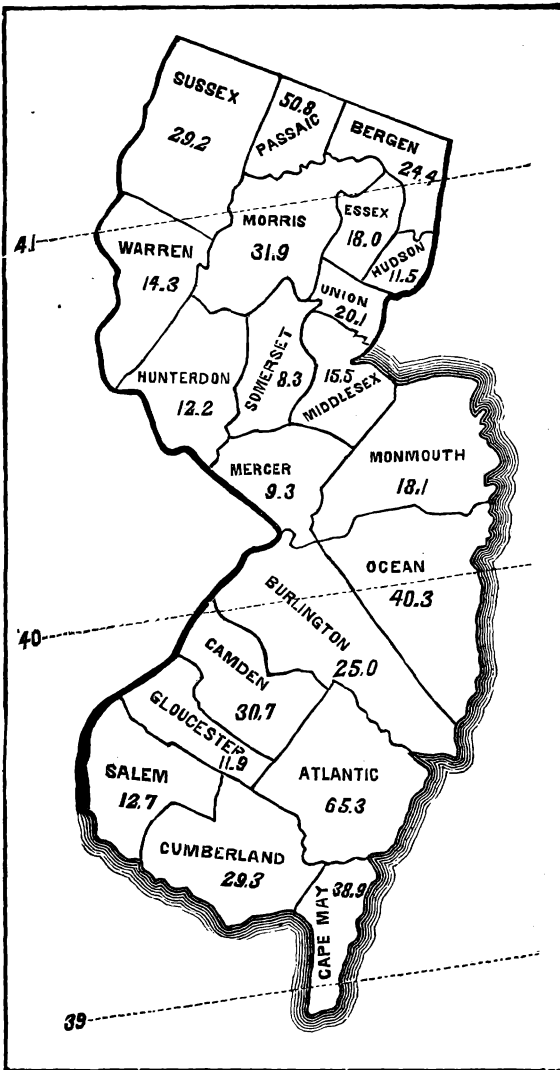 SUSSEX
29.2
50.8
PASSAIC
BERGEN
24.4
41
WARREN
14.3
MORRIS
31.9
ESSEX
18.0
HUDSON
11.5
UNION
20.1
HUNTERDON
12.2
SOMERSET
8.3
15.5
MIDDLESEX
MERCER
9.3
MONMOUTH
18.1
OCEAN
40.3
40
BURLINGTON
25.0
CAMDEN
30.7
GLOUCESTER
11.9
SALEM
12.7
ATLANTIC
65.3
CUMBERLAND
29.3
CAPE MAY
38.9
39